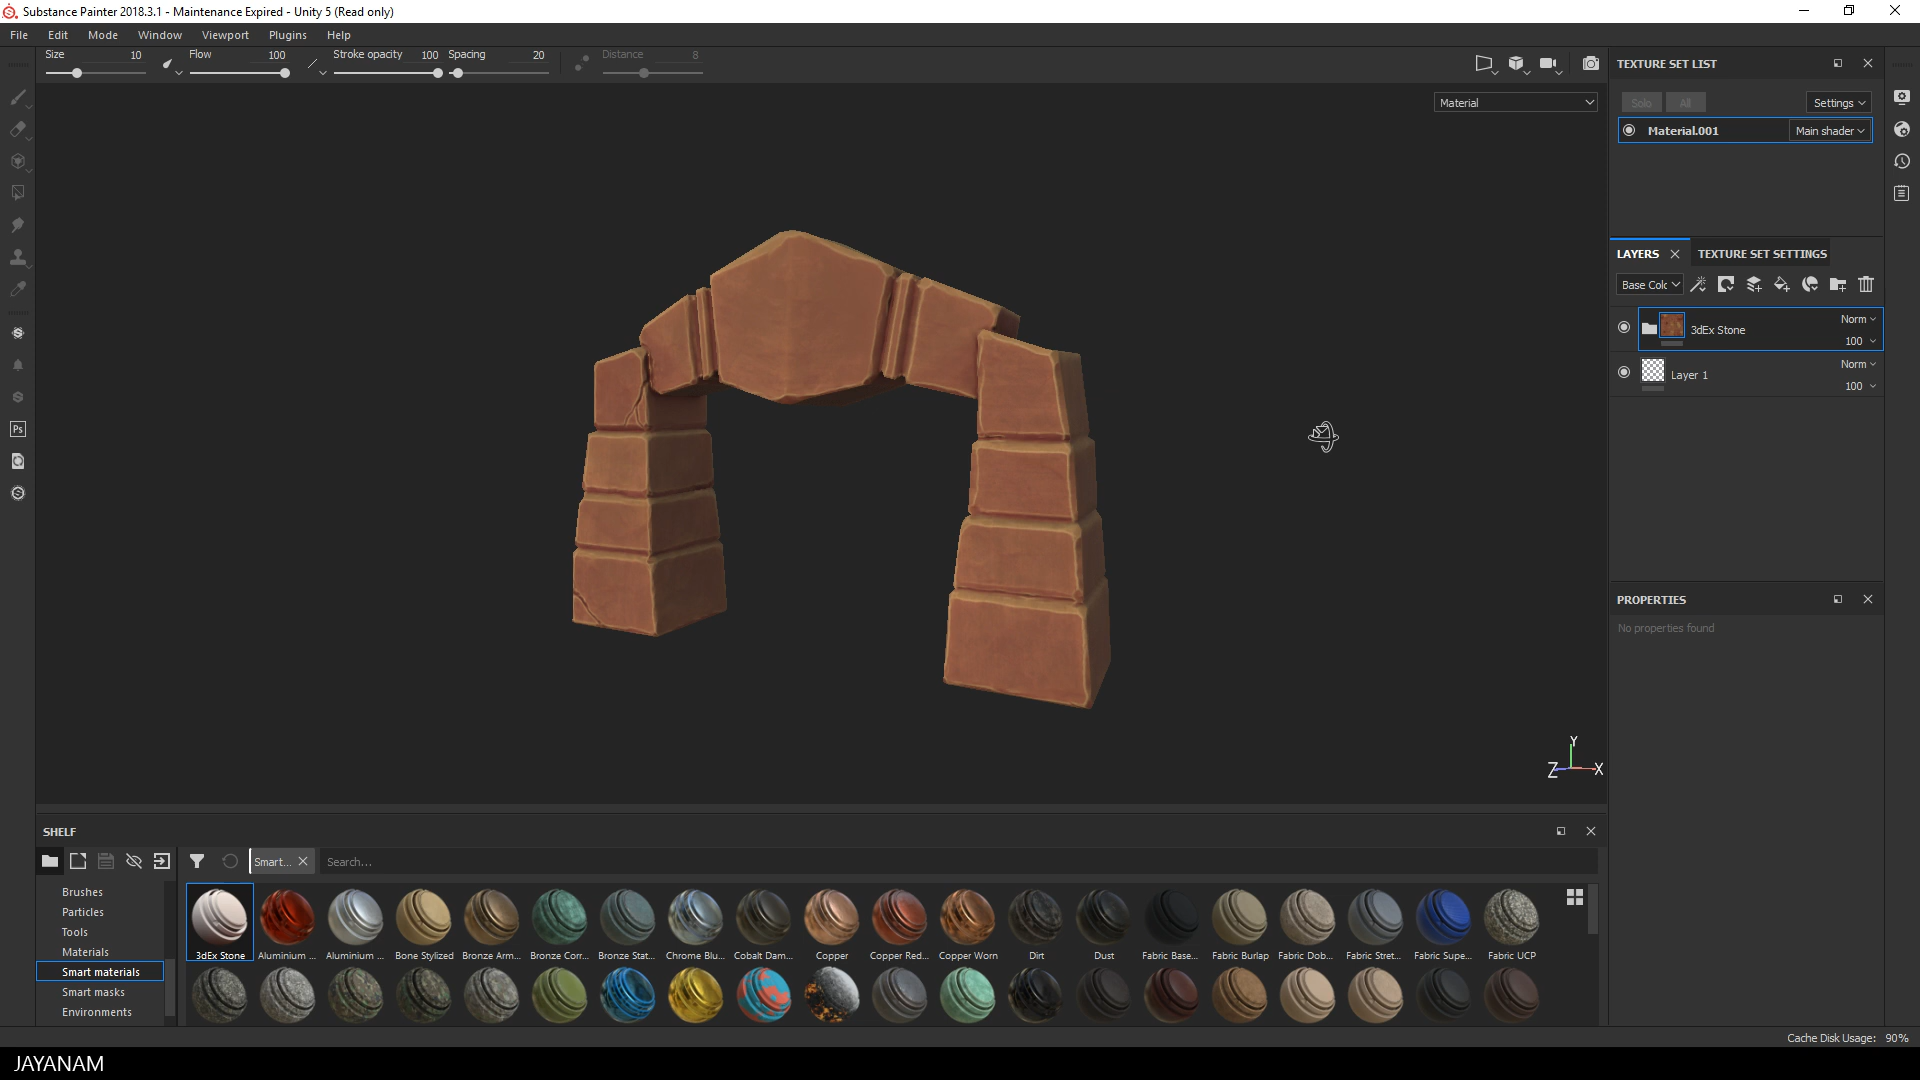 Substance Painter 2018.3.1 - Maintenance Expired - Unity 5 (Read only)
File Edit Mode Window Viewport Plugins Help
Size 10 Flow 100 Stroke opacity 100 Spacing 20 Distance 8
Material
TEXTURE SET LIST
Solo All Settings
Material.001 Main shader
LAYERS TEXTURE SET SETTINGS
Base Colc
3dEx Stone Norm 100
Layer 1 Norm 100
PROPERTIES
No properties found
Ps
Y
Z X
SHELF
Smart... Search...
Brushes
Particles
Tools
Materials
Smart materials
Smart masks
Environments
3dEx Stone Aluminium ... Aluminium ... Bone Stylized Bronze Arm... Bronze Corr... Bronze Stat... Chrome Blu... Cobalt Dam... Copper Copper Red... Copper Worn Dirt Dust Fabric Base... Fabric Burlap Fabric Dob... Fabric Stret... Fabric Supe... Fabric UCP
Cache Disk Usage: 90%
JAYANAM